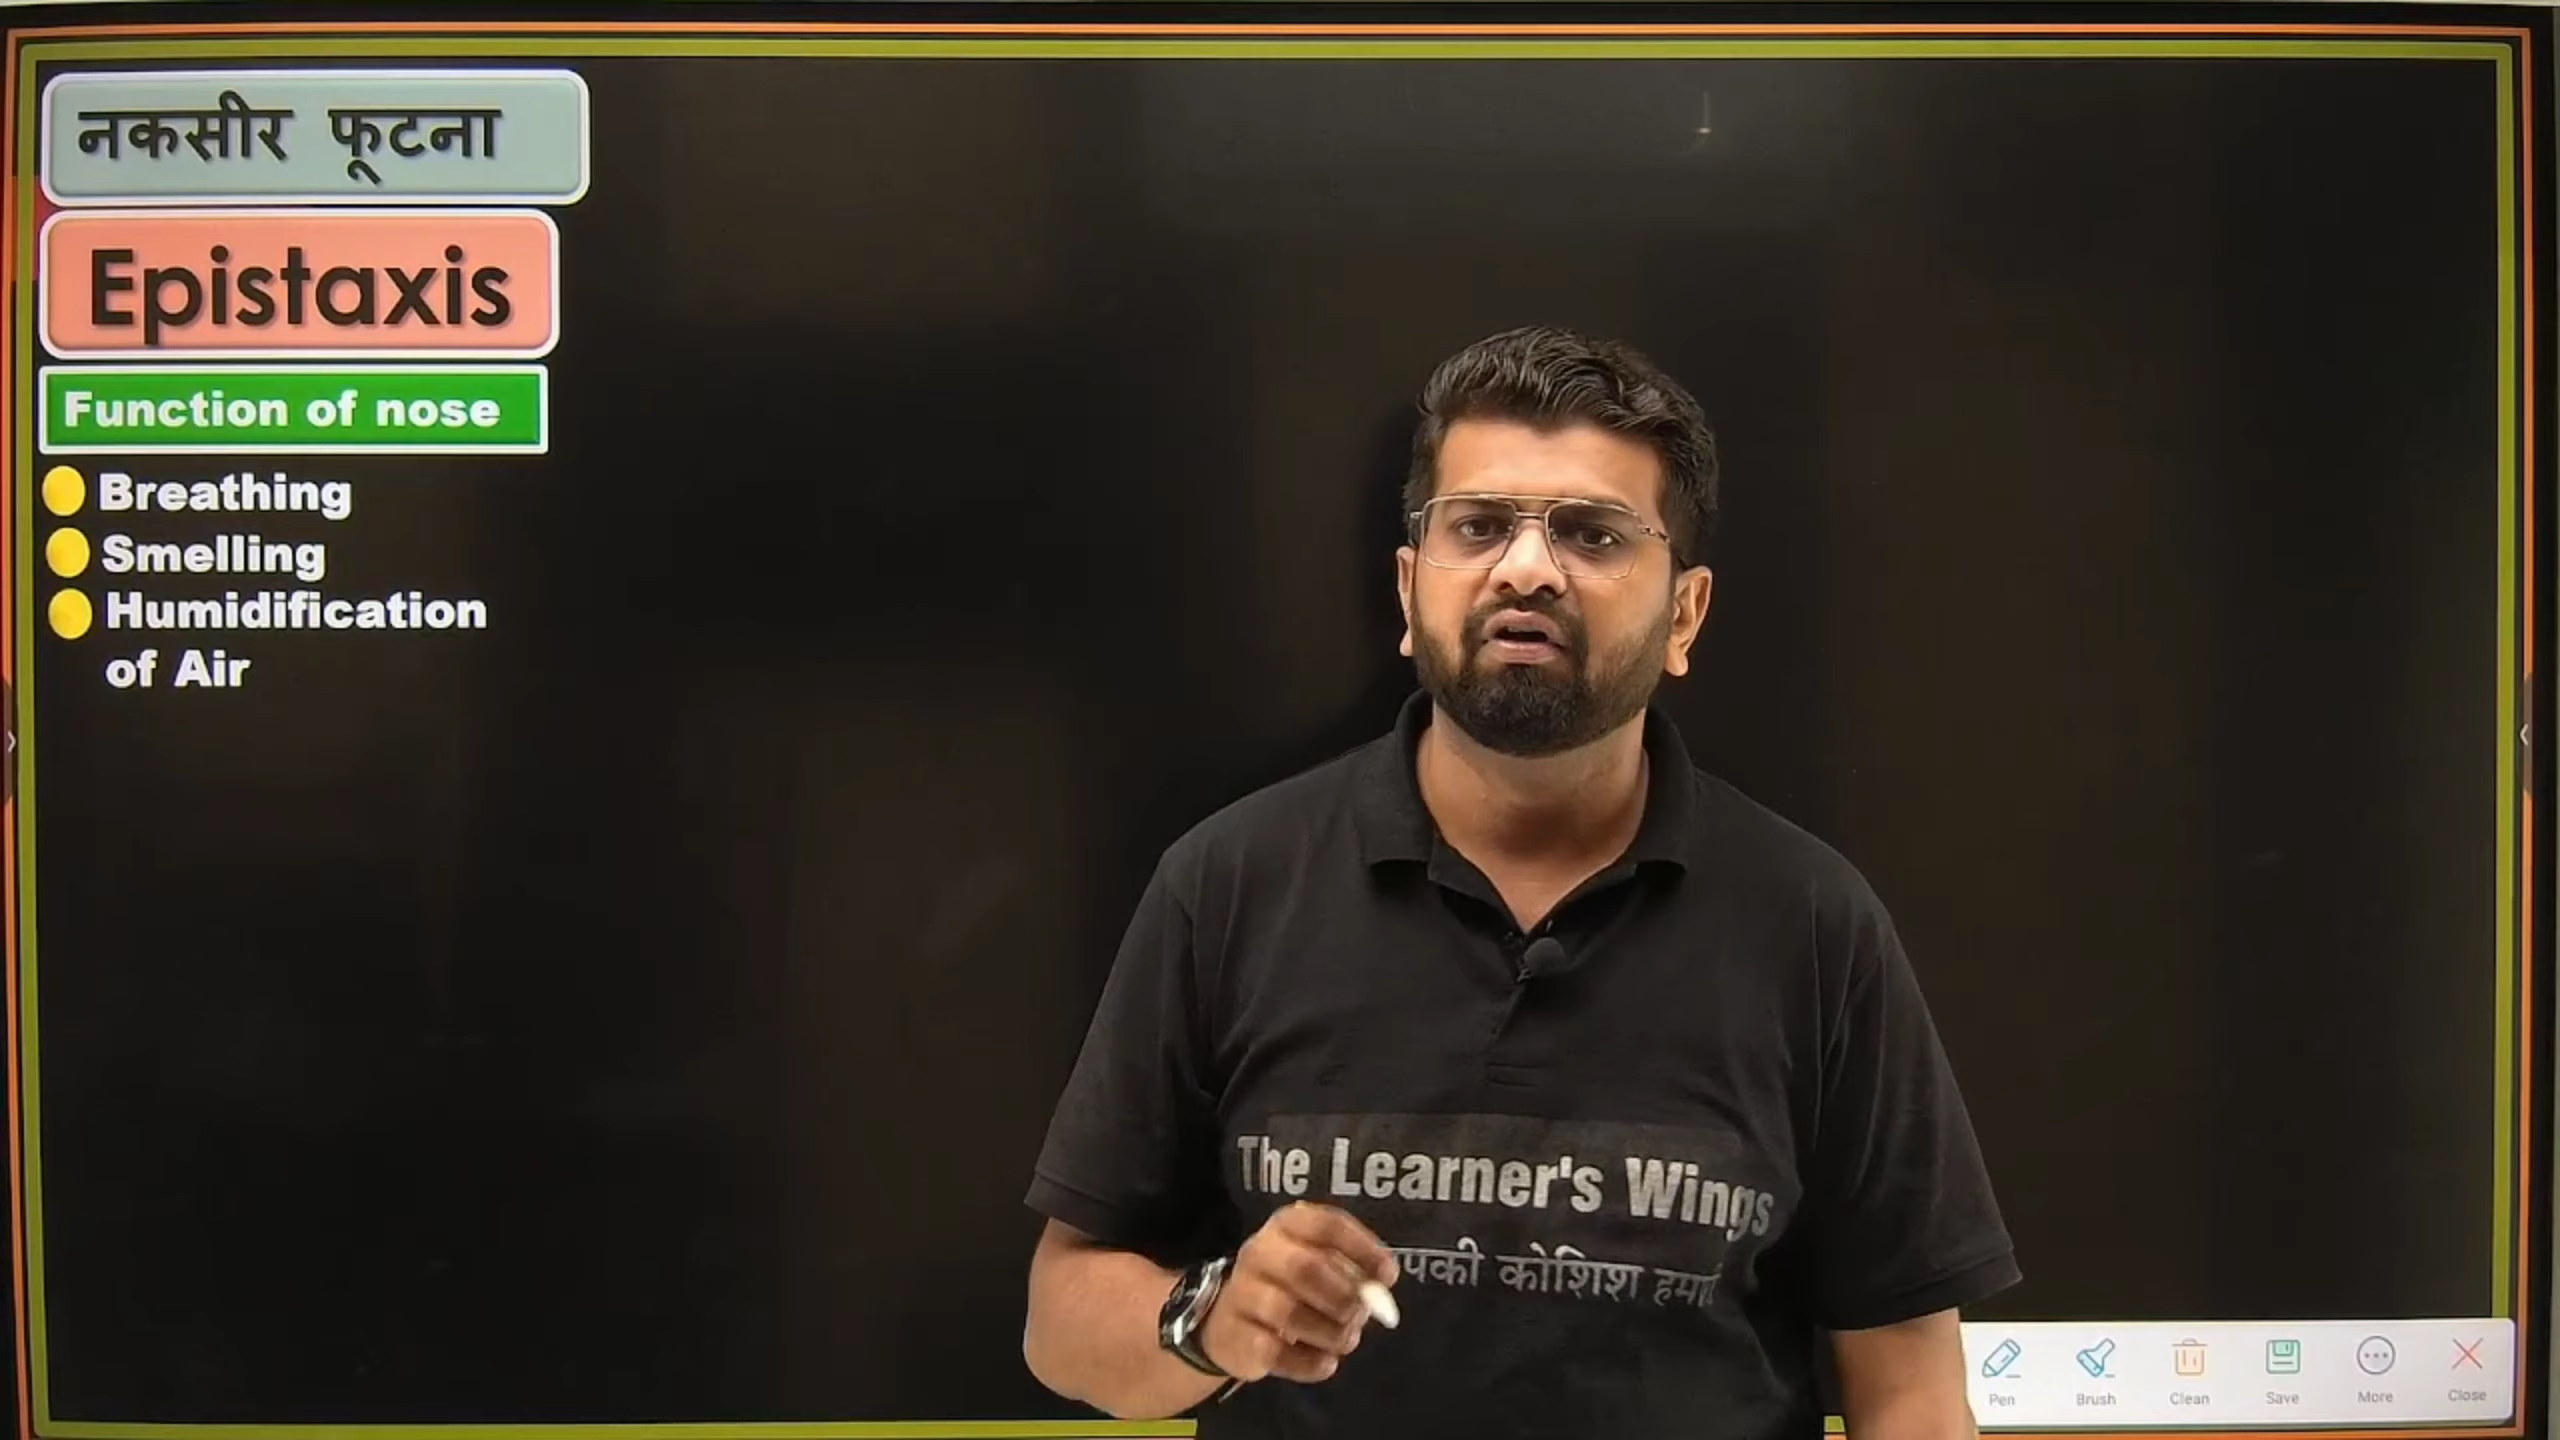 नकसीर फूटना
Epistaxis
Function of nose
Breathing
Smelling
Humidification
of Air
The Learner's Wings
कोशिश
Pen
Brush
Clean
Save
More
Close